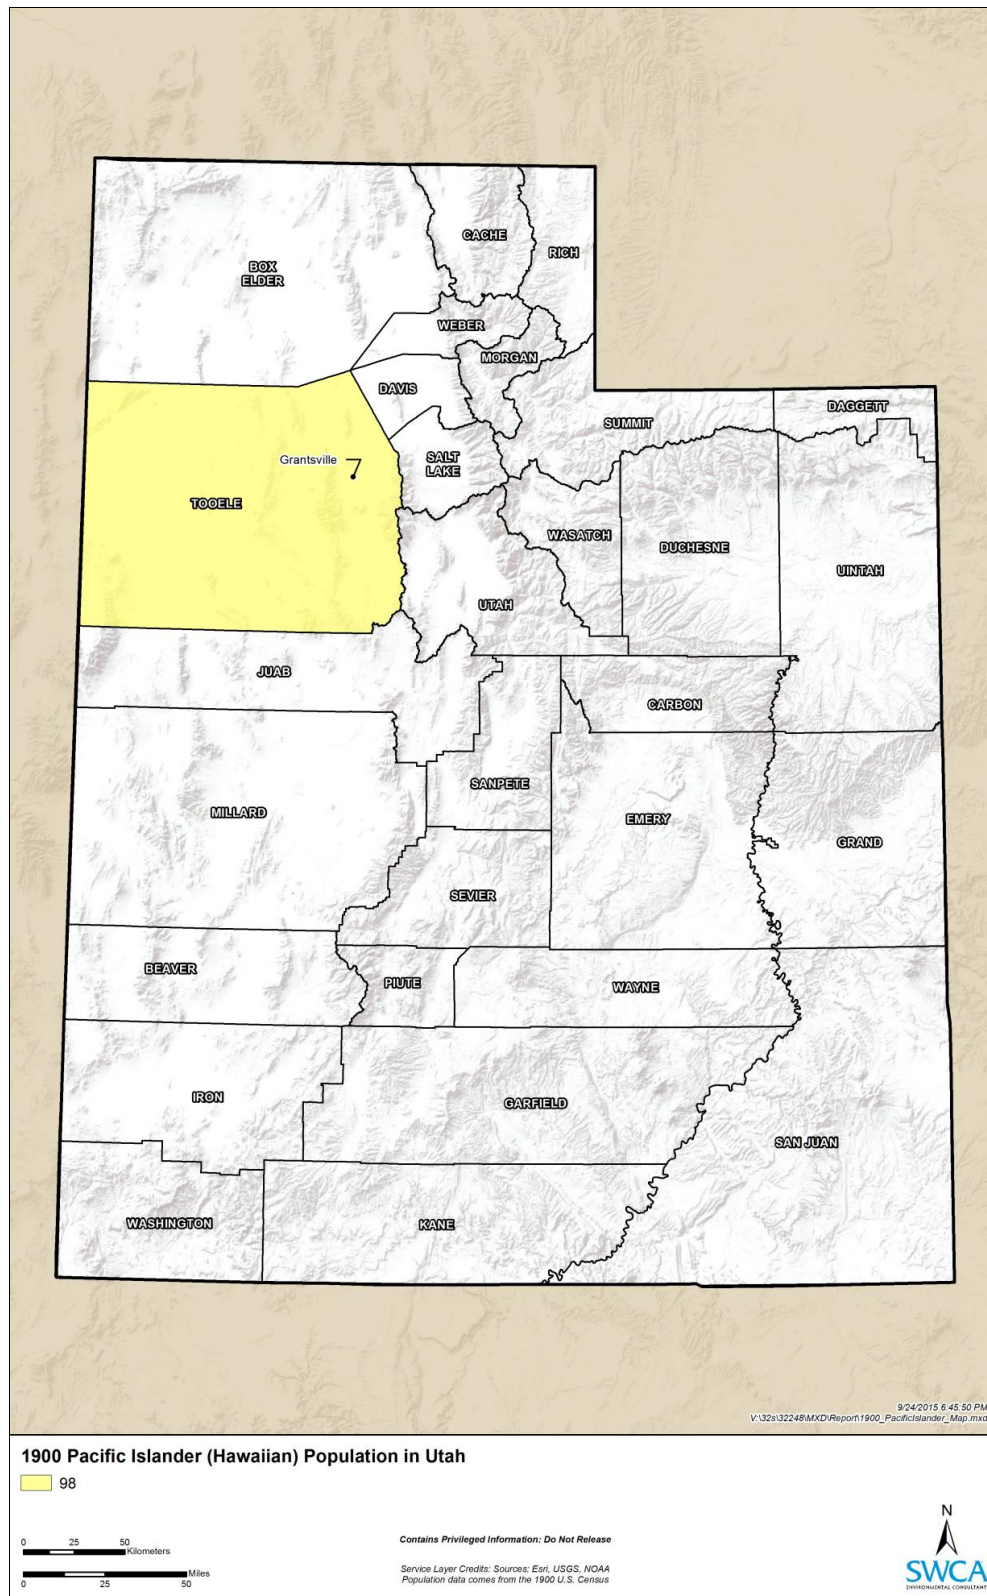 CACHE
RICH
BOX
ELDER
WEBER
MORGAN
DAVIS
DAGGETT
SUMMIT
SALT
LAKE
Grantsville
TOOELE
WASATCH
DUCHESNE
UINTAH
UTAH
JUAB
CARBON
SANPETE
MILLARD
EMERY
GRAND
SEVIER
BEAVER
PIUTE
WAYNE
IRON
GARFIELD
SAN JUAN
WASHINGTON
KANE
9/24/2015 6:45:50 PM
V:\32s\32248\MXD\Report\1900_PacificIslander_Map.mxd
1900 Pacific Islander (Hawaiian) Population in Utah
98
0 25 50
Kilometers
Miles
0 25 50
Contains Privileged Information: Do Not Release
Service Layer Credits: Sources: Esri, USGS, NOAA
Population data comes from the 1900 U.S. Census
N
SWCA
ENVIRONMENTAL CONSULTANTS